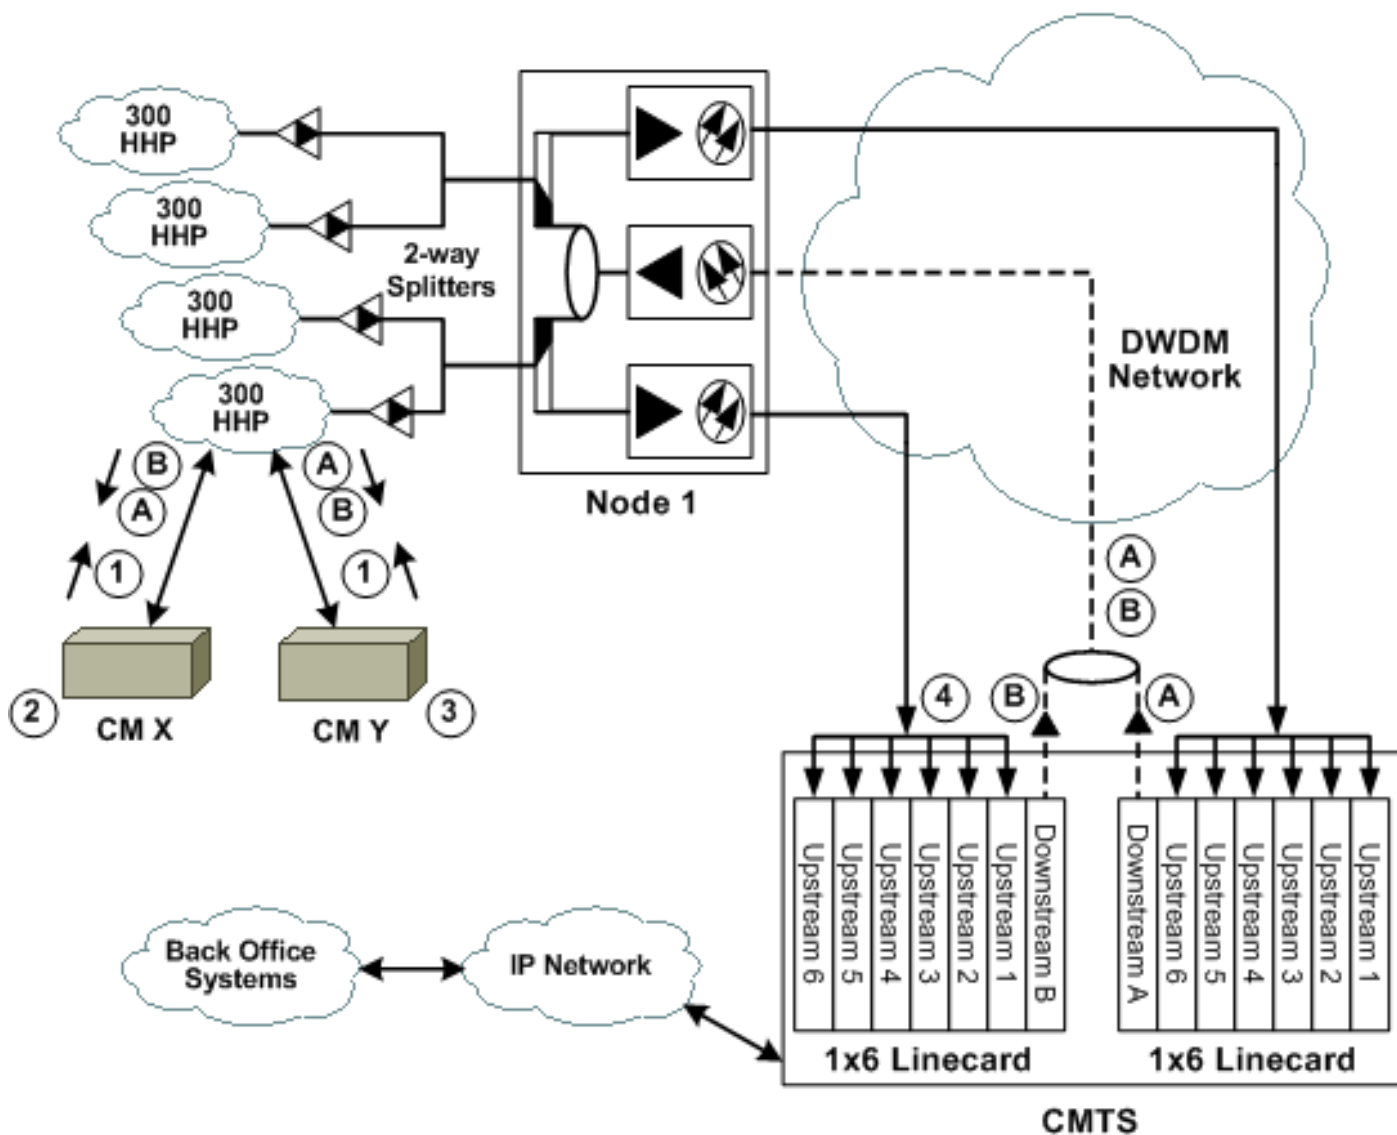 300
HHP
300
HHP
2-way
Splitters
300
HHP
300
HHP
Node 1
DWDM
Network
B
A
A
B
1
1
A
B
2
CM X
CM Y
3
4
B
A
Upstream 6
Upstream 5
Upstream 4
Upstream 3
Upstream 2
Upstream 1
Downstream B
Downstream A
Upstream 6
Upstream 5
Upstream 4
Upstream 3
Upstream 2
Upstream 1
Back Office
Systems
IP Network
1x6 Linecard
1x6 Linecard
CMTS